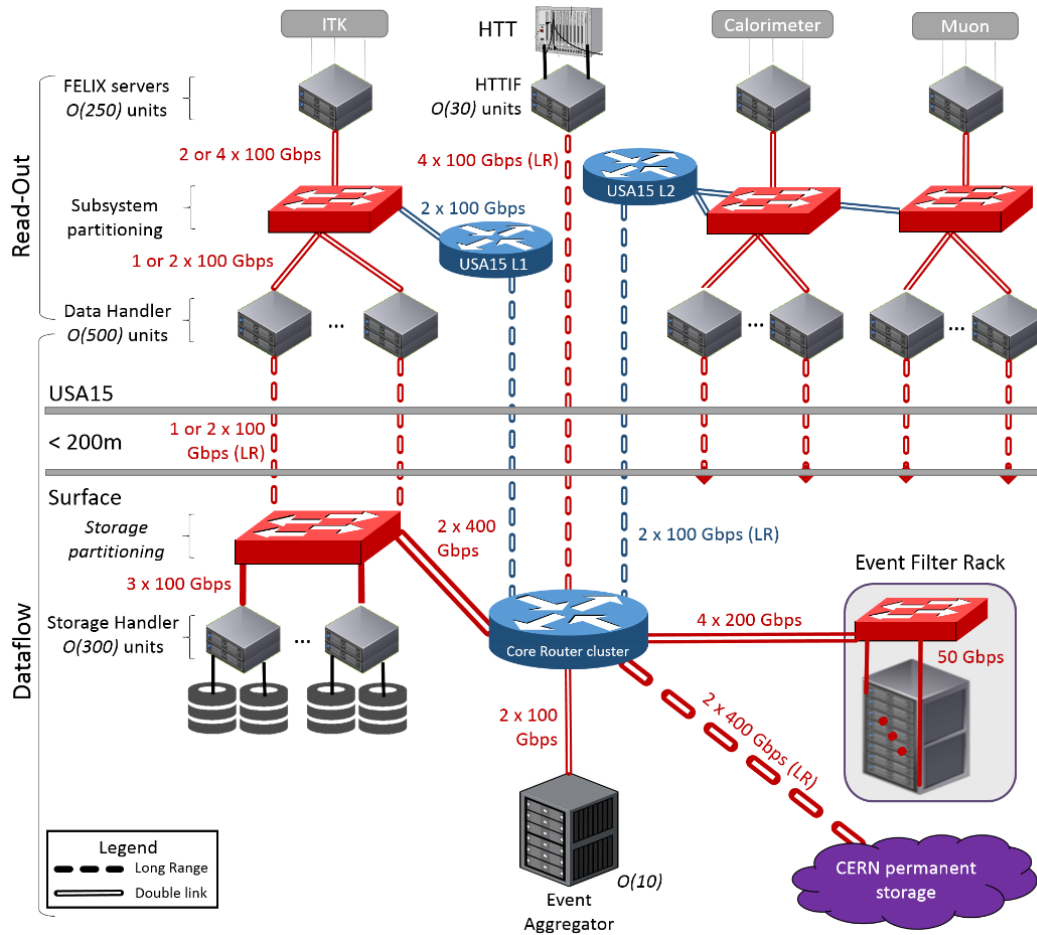 ITK
HTT
Calorimeter
Muon
FELIX servers
O(250) units
HTTIF
O(30) units
2 or 4 x 100 Gbps
4 x 100 Gbps (LR)
USA15 L2
Read-Out
Subsystem
partitioning
2 x 100 Gbps
USA15 L1
1 or 2 x 100 Gbps
Data Handler
O(500) units
...
...
...
USA15
< 200m
1 or 2 x 100
Gbps (LR)
Surface
Storage
partitioning
2 x 400
Gbps
2 x 100 Gbps (LR)
Event Filter Rack
3 x 100 Gbps
Dataflow
Storage Handler
O(300) units
...
Core Router cluster
4 x 200 Gbps
50 Gbps
2 x 100
Gbps
2 x 400 Gbps (LR)
Legend
Long Range
Double link
O(10)
Event
Aggregator
CERN permanent
storage